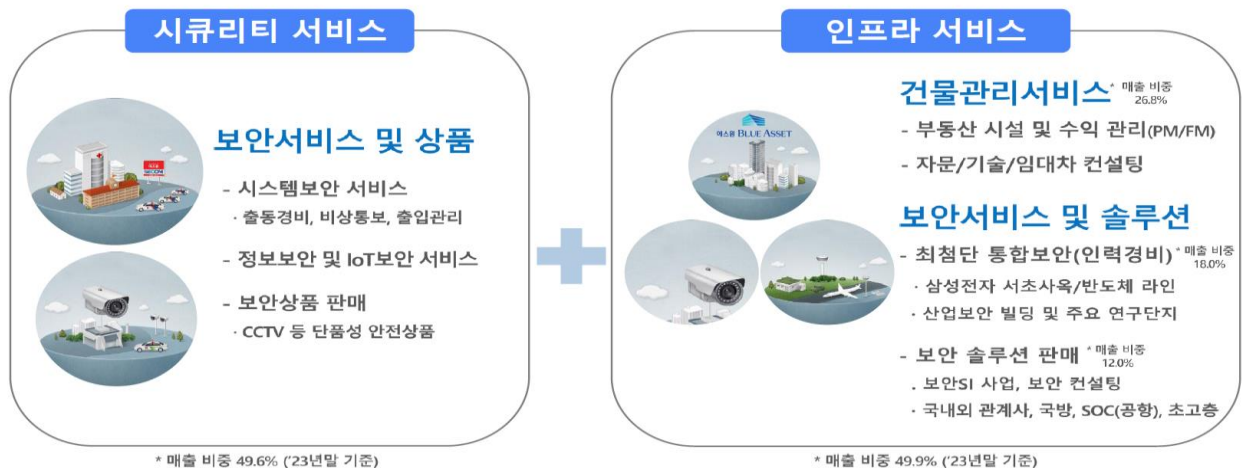 시큐리티 서비스
보안서비스 및 상품
- 시스템보안 서비스
· 출동경비, 비상통보, 출입관리
- 정보보안 및 IoT보안 서비스
- 보안상품 판매
· CCTV 등 단품성 안전상품
* 매출 비중 49.6% ('23년말 기준)
인프라 서비스
에스원 BLUE ASSET
건물관리서비스 * 매출 비중
26.8%
- 부동산 시설 및 수익 관리(PM/FM)
- 자문/기술/임대차 컨설팅
보안서비스 및 솔루션
- 최첨단 통합보안(인력경비) * 매출 비중
18.0%
· 삼성전자 서초사옥/반도체 라인
· 산업보안 빌딩 및 주요 연구단지
- 보안 솔루션 판매 * 매출 비중
12.0%
. 보안SI 사업, 보안 컨설팅
· 국내외 관계사, 국방, SOC(공항), 초고층
* 매출 비중 49.9% ('23년말 기준)